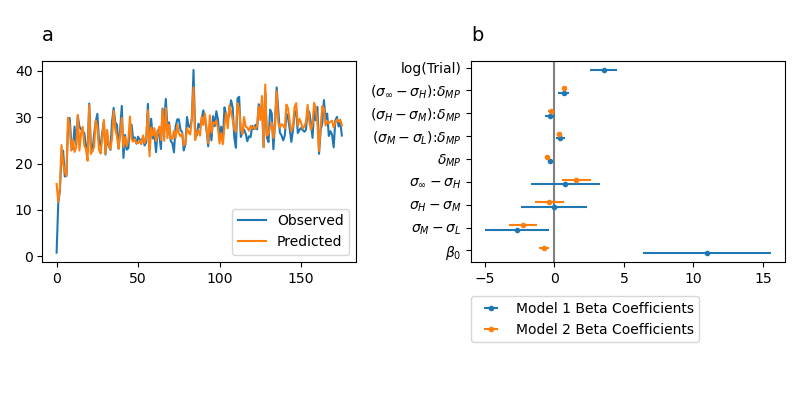 a
40
30
20
10
0
0
50
100
150
Observed
Predicted
b
log(Trial)
(σ∞ − σH):δMP
(σH − σM):δMP
(σM − σL):δMP
δMP
σ∞ − σH
σH − σM
σM − σL
β0
−5
0
5
10
15
Model 1 Beta Coefficients
Model 2 Beta Coefficients